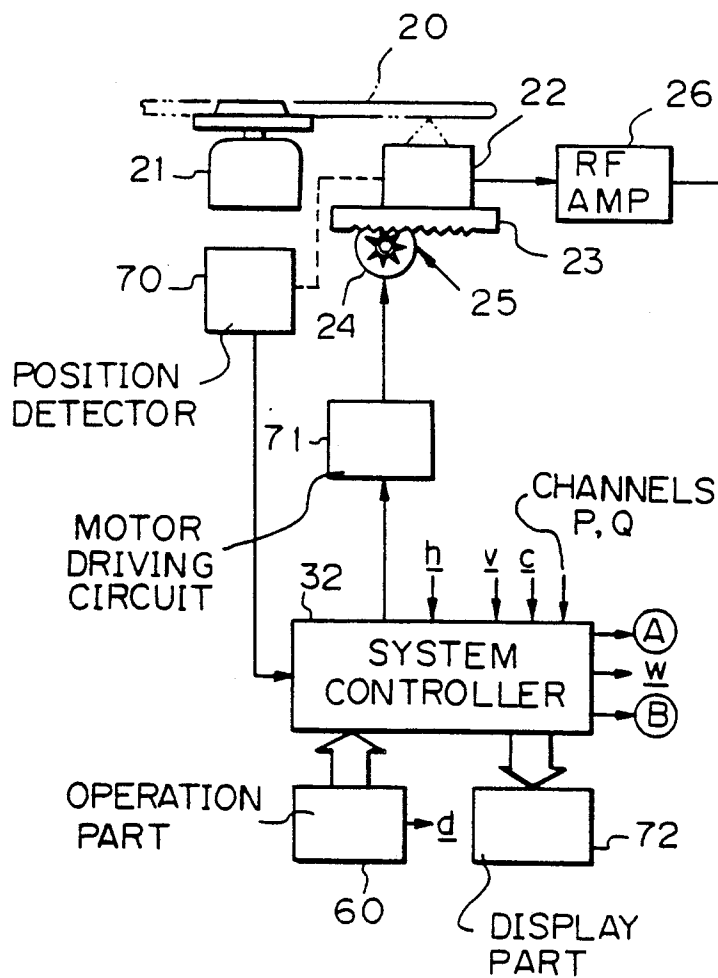 20
22
26
21
RF
AMP
23
70
24
25
POSITION
DETECTOR
71
CHANNELS
P, Q
MOTOR
DRIVING
CIRCUIT
h
v
c
32
SYSTEM
CONTROLLER
A
w
B
OPERATION
PART
d
72
60
DISPLAY
PART